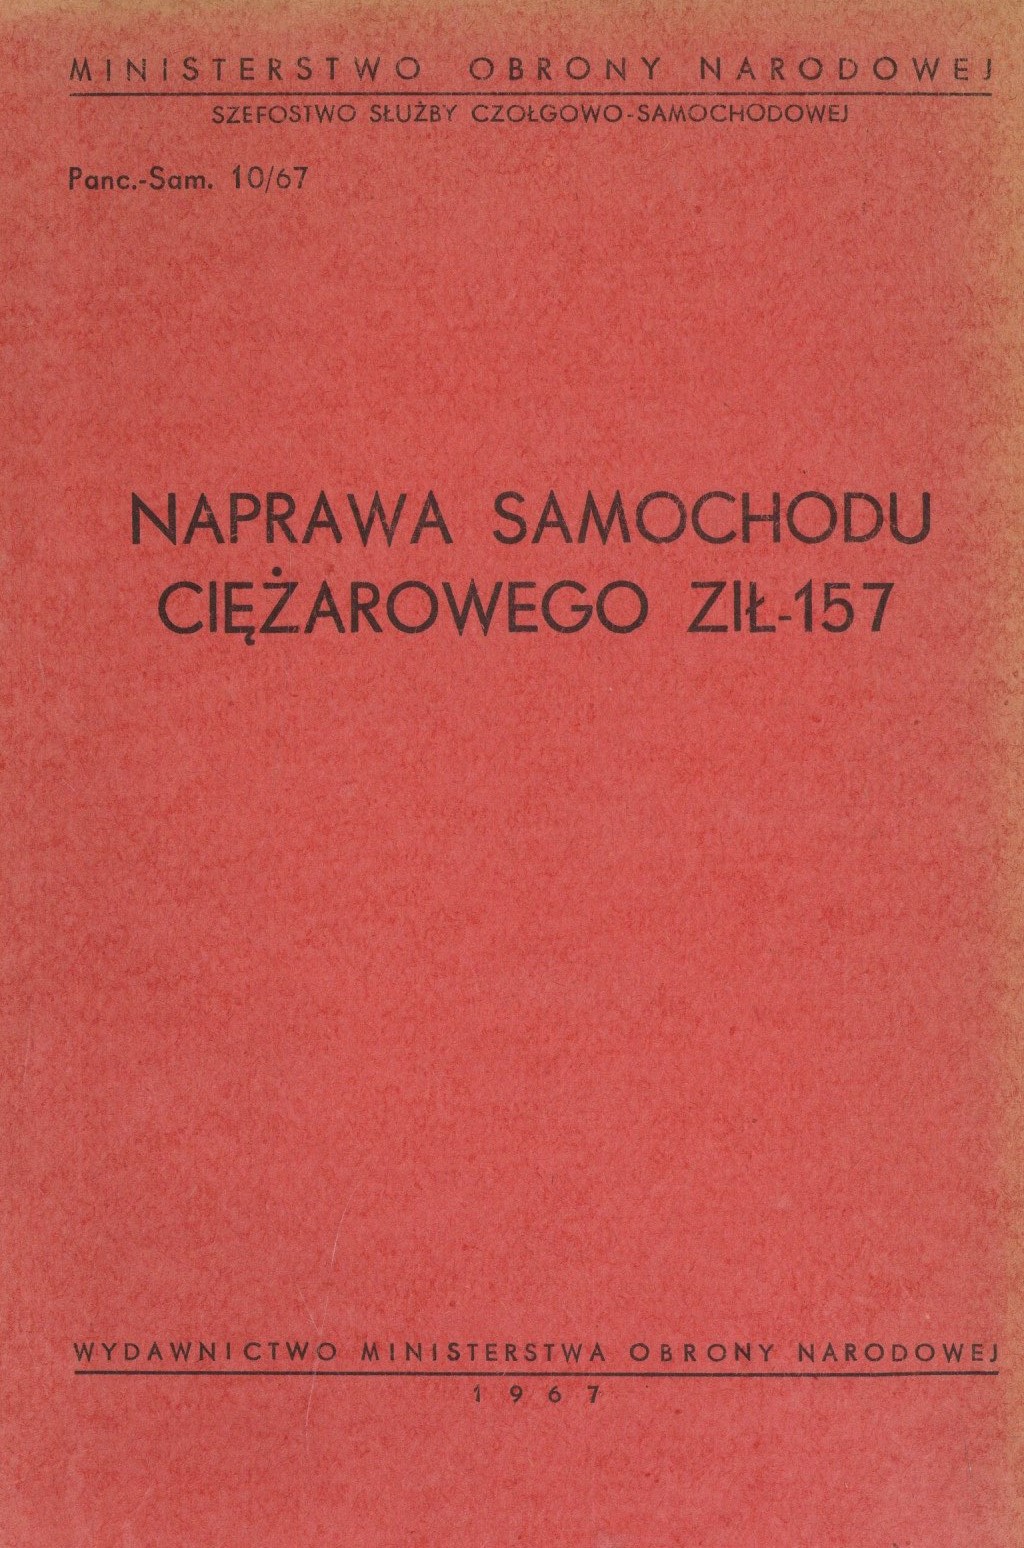 MINISTERSTWO OBRONY NARODOWEJ
SZEFOSTWO SŁUŻBY CZOŁGOWO-SAMOCHODOWEJ
Panc.-Sam. 10/67
NAPRAWA SAMOCHODU
CIĘŻAROWEGO ZIŁ-157
WYDAWNICTWO MINISTERSTWA OBRONY NARODOWEJ
1967